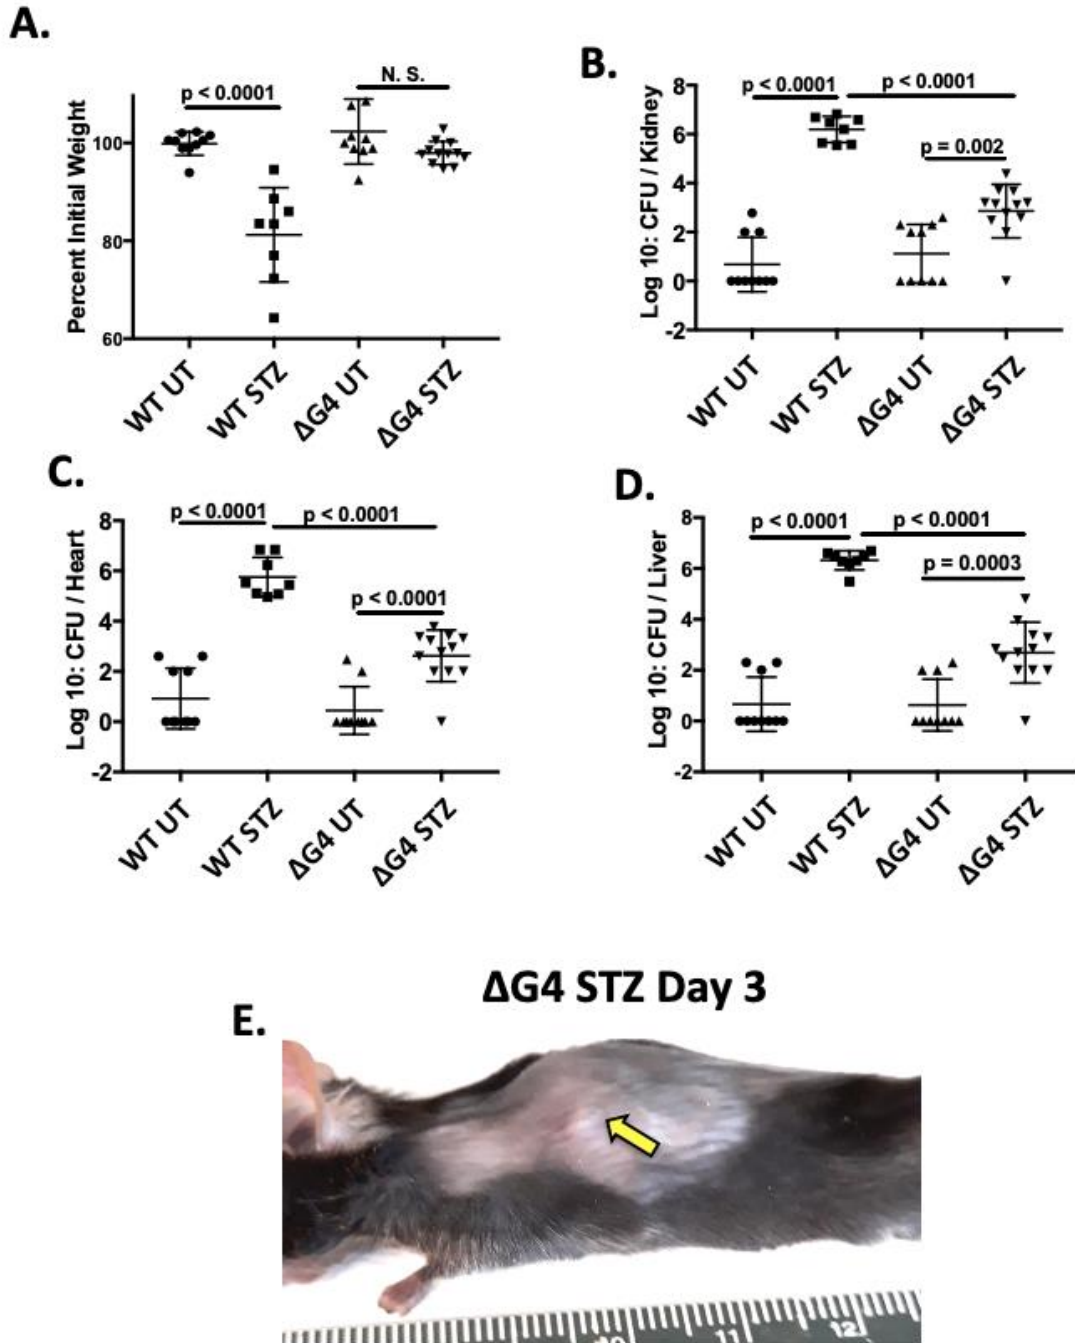 A.
p < 0.0001
N. S.
Percent Initial Weight
100
80
60
WT UT
WT STZ
ΔG4 UT
ΔG4 STZ
B.
p < 0.0001
p < 0.0001
p = 0.002
Log 10: CFU / Kidney
8
6
4
2
0
-2
WT UT
WT STZ
ΔG4 UT
ΔG4 STZ
C.
p < 0.0001
p < 0.0001
p < 0.0001
Log 10: CFU / Heart
8
6
4
2
0
-2
WT UT
WT STZ
ΔG4 UT
ΔG4 STZ
D.
p < 0.0001
p < 0.0001
p = 0.0003
Log 10: CFU / Liver
8
6
4
2
0
-2
WT UT
WT STZ
ΔG4 UT
ΔG4 STZ
ΔG4 STZ Day 3
E.
11
12